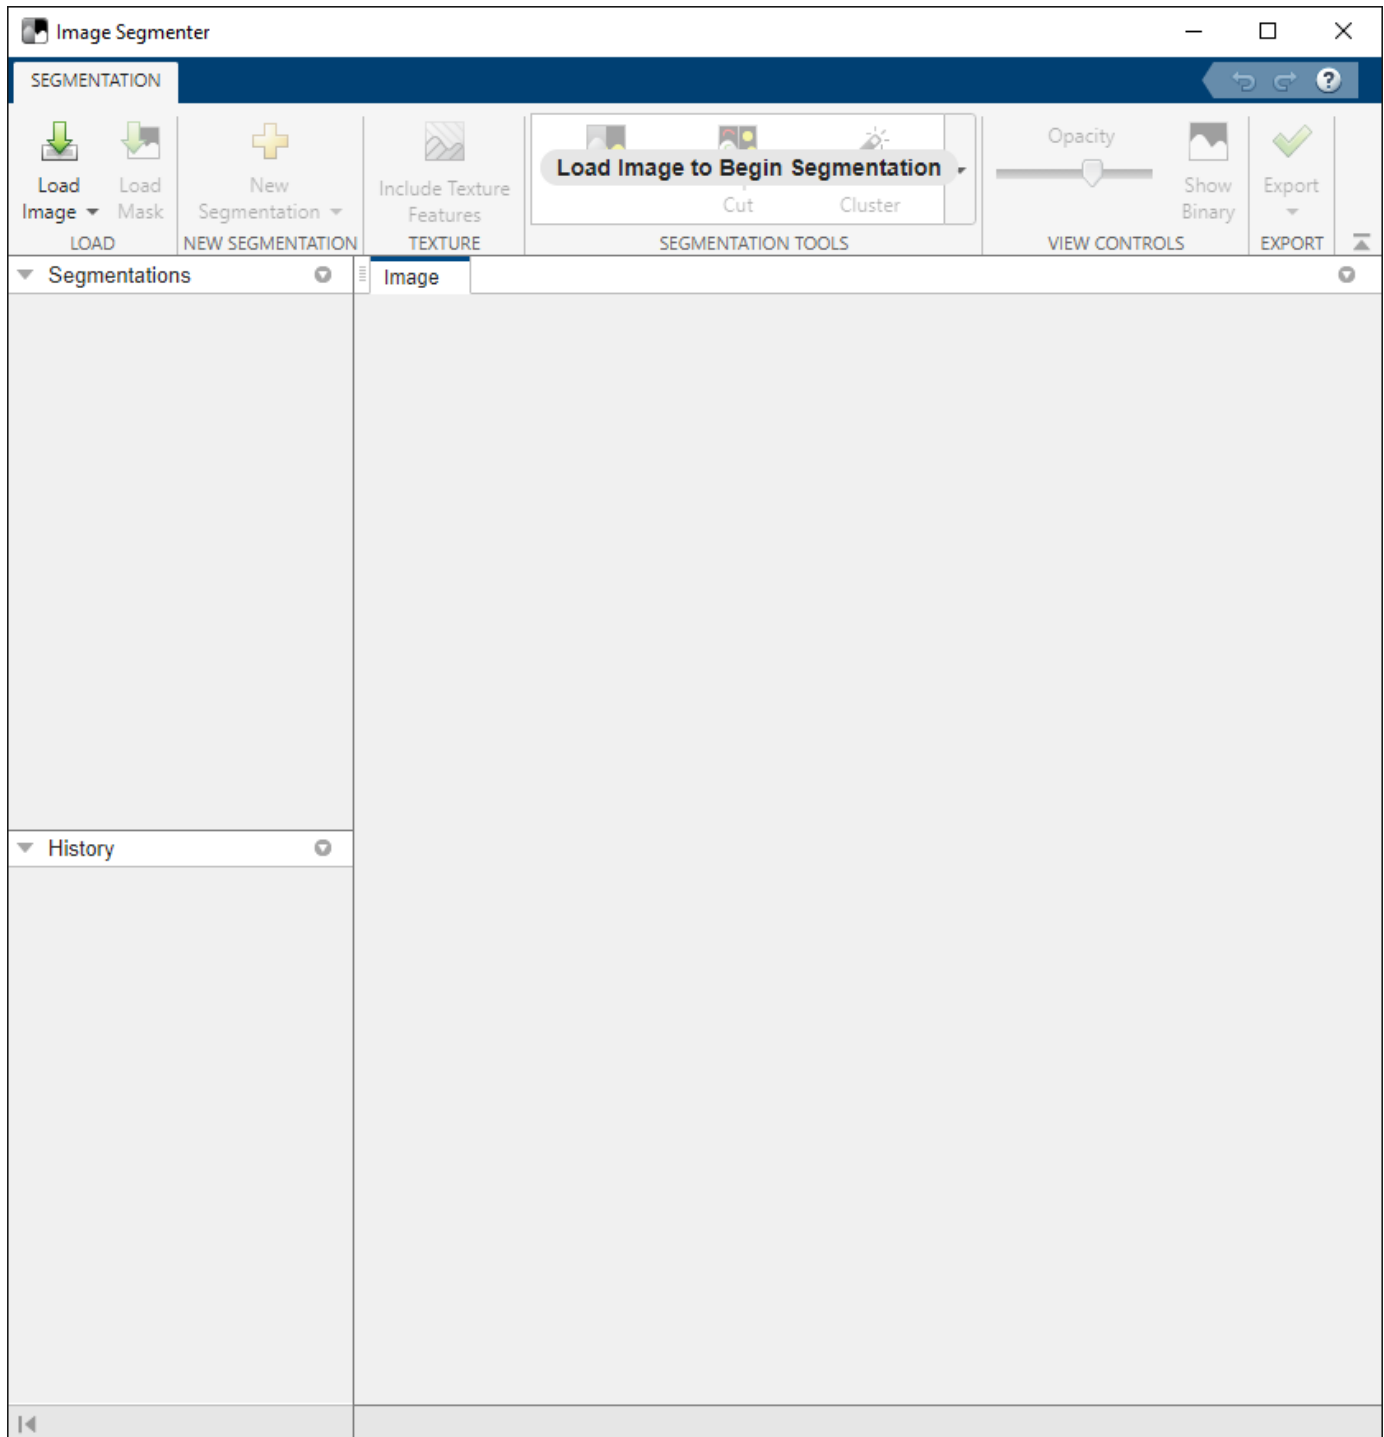 Image Segmenter
SEGMENTATION
?
Load
Image
Load
Mask
LOAD
New
Segmentation
NEW SEGMENTATION
Include Texture
Features
TEXTURE
Load Image to Begin Segmentation
Cut
Cluster
SEGMENTATION TOOLS
Opacity
Show
Binary
VIEW CONTROLS
Export
EXPORT
Segmentations
Image
History